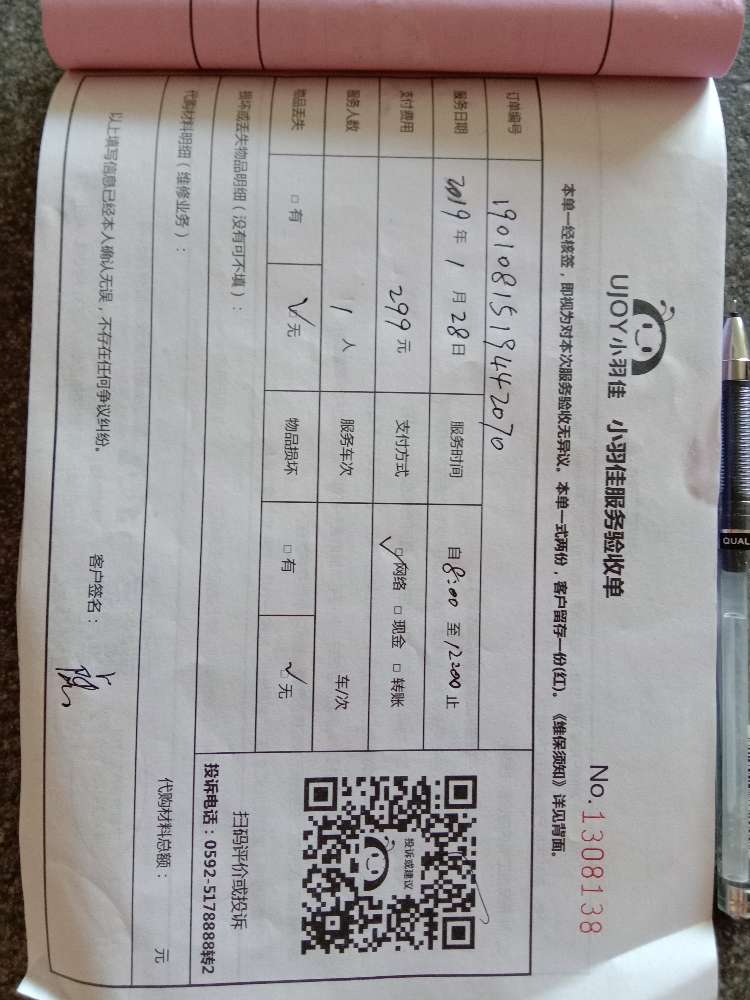 UJOY小羽佳 小羽佳服务验收单
No.1308138
本单一经核签，即视为对本次服务验收无异议。本单一式两份，客户留存一份(红)。《维保须知》详见背面。
订单编号 19010815194442070
服务日期 2019年1月28日 服务时间 自8:00至12:00止
支付费用 299元 支付方式 ☑网络 □现金 □转账
服务人数 1人 服务车次 车/次
物品丢失 □有 ☑无 物品损坏 □有 ☑无
损坏或丢失物品明细（没有可不填）：
投诉或建议
扫码评价或投诉
投诉电话：0592-5178888转2
代购材料明细（维修业务）：
代购材料总额： 元
以上填写信息已经本人确认无误，不存在任何争议纠纷。
客户签名：
QUAL